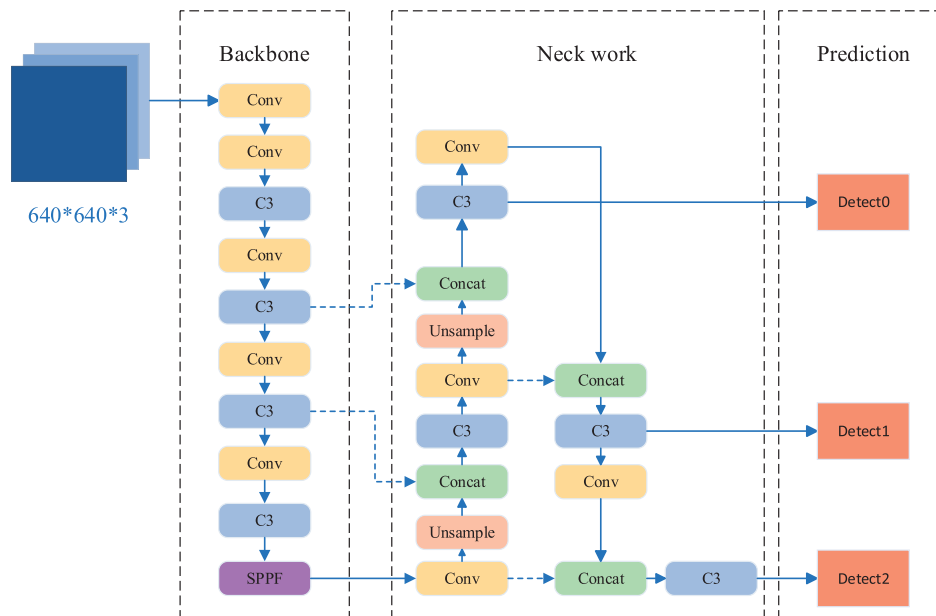 Backbone
Neck work
Prediction
640*640*3
Conv
Conv
C3
Conv
C3
Conv
C3
Conv
C3
SPPF
Conv
C3
Concat
Unsample
Conv
C3
Concat
Unsample
Conv
Concat
C3
Conv
Concat
C3
Detect0
Detect1
Detect2